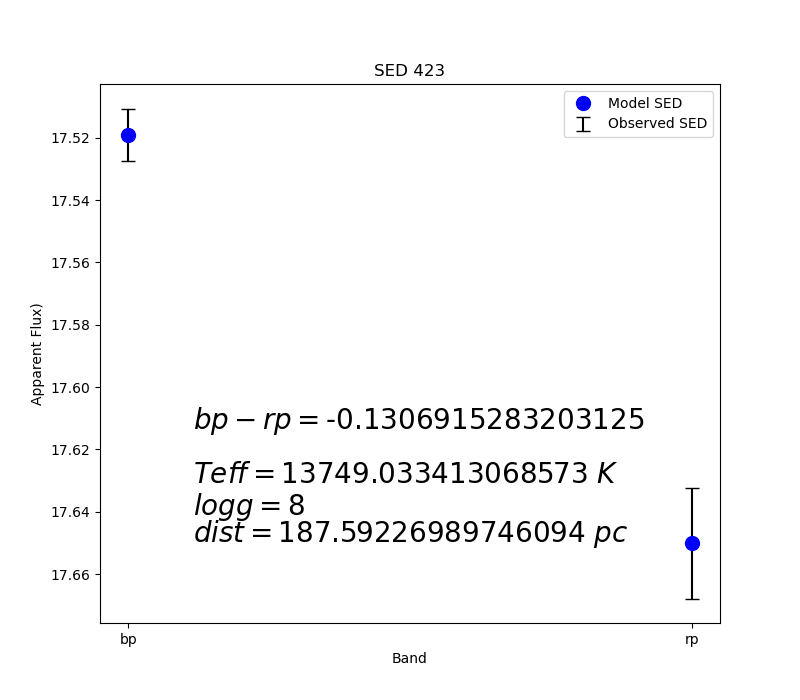 SED 423
Model SED
Observed SED
17.52
17.54
17.56
17.58
17.60
17.62
17.64
17.66
Apparent Flux)
bp − rp = -0.1306915283203125
Teff = 13749.033413068573 K
logg = 8
dist = 187.59226989746094 pc
bp
rp
Band